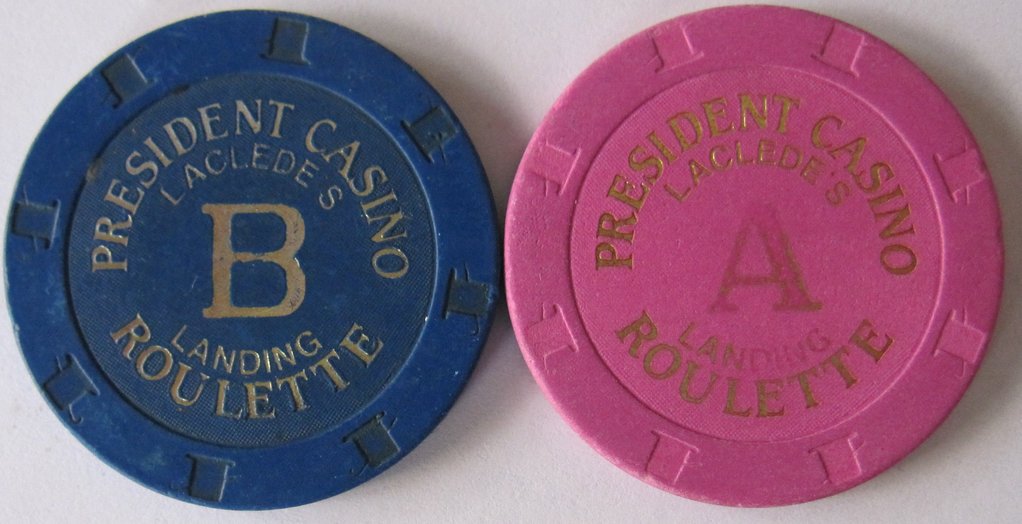 PRESIDENT CASINO
LACLEDE'S
B
LANDING
ROULETTE
PRESIDENT CASINO
LACLEDE'S
A
LANDING
ROULETTE